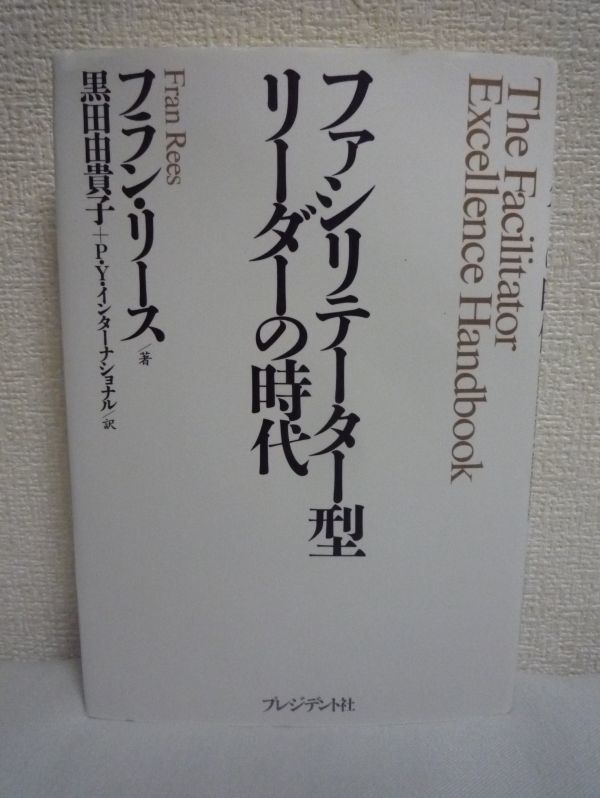 The Facilitator
Excellence Handbook
ファシリテーター型
リーダーの時代
Fran Rees
フラン・リース/著
黒田由貴子+P・Y・インターナショナル/訳
プレジデント社